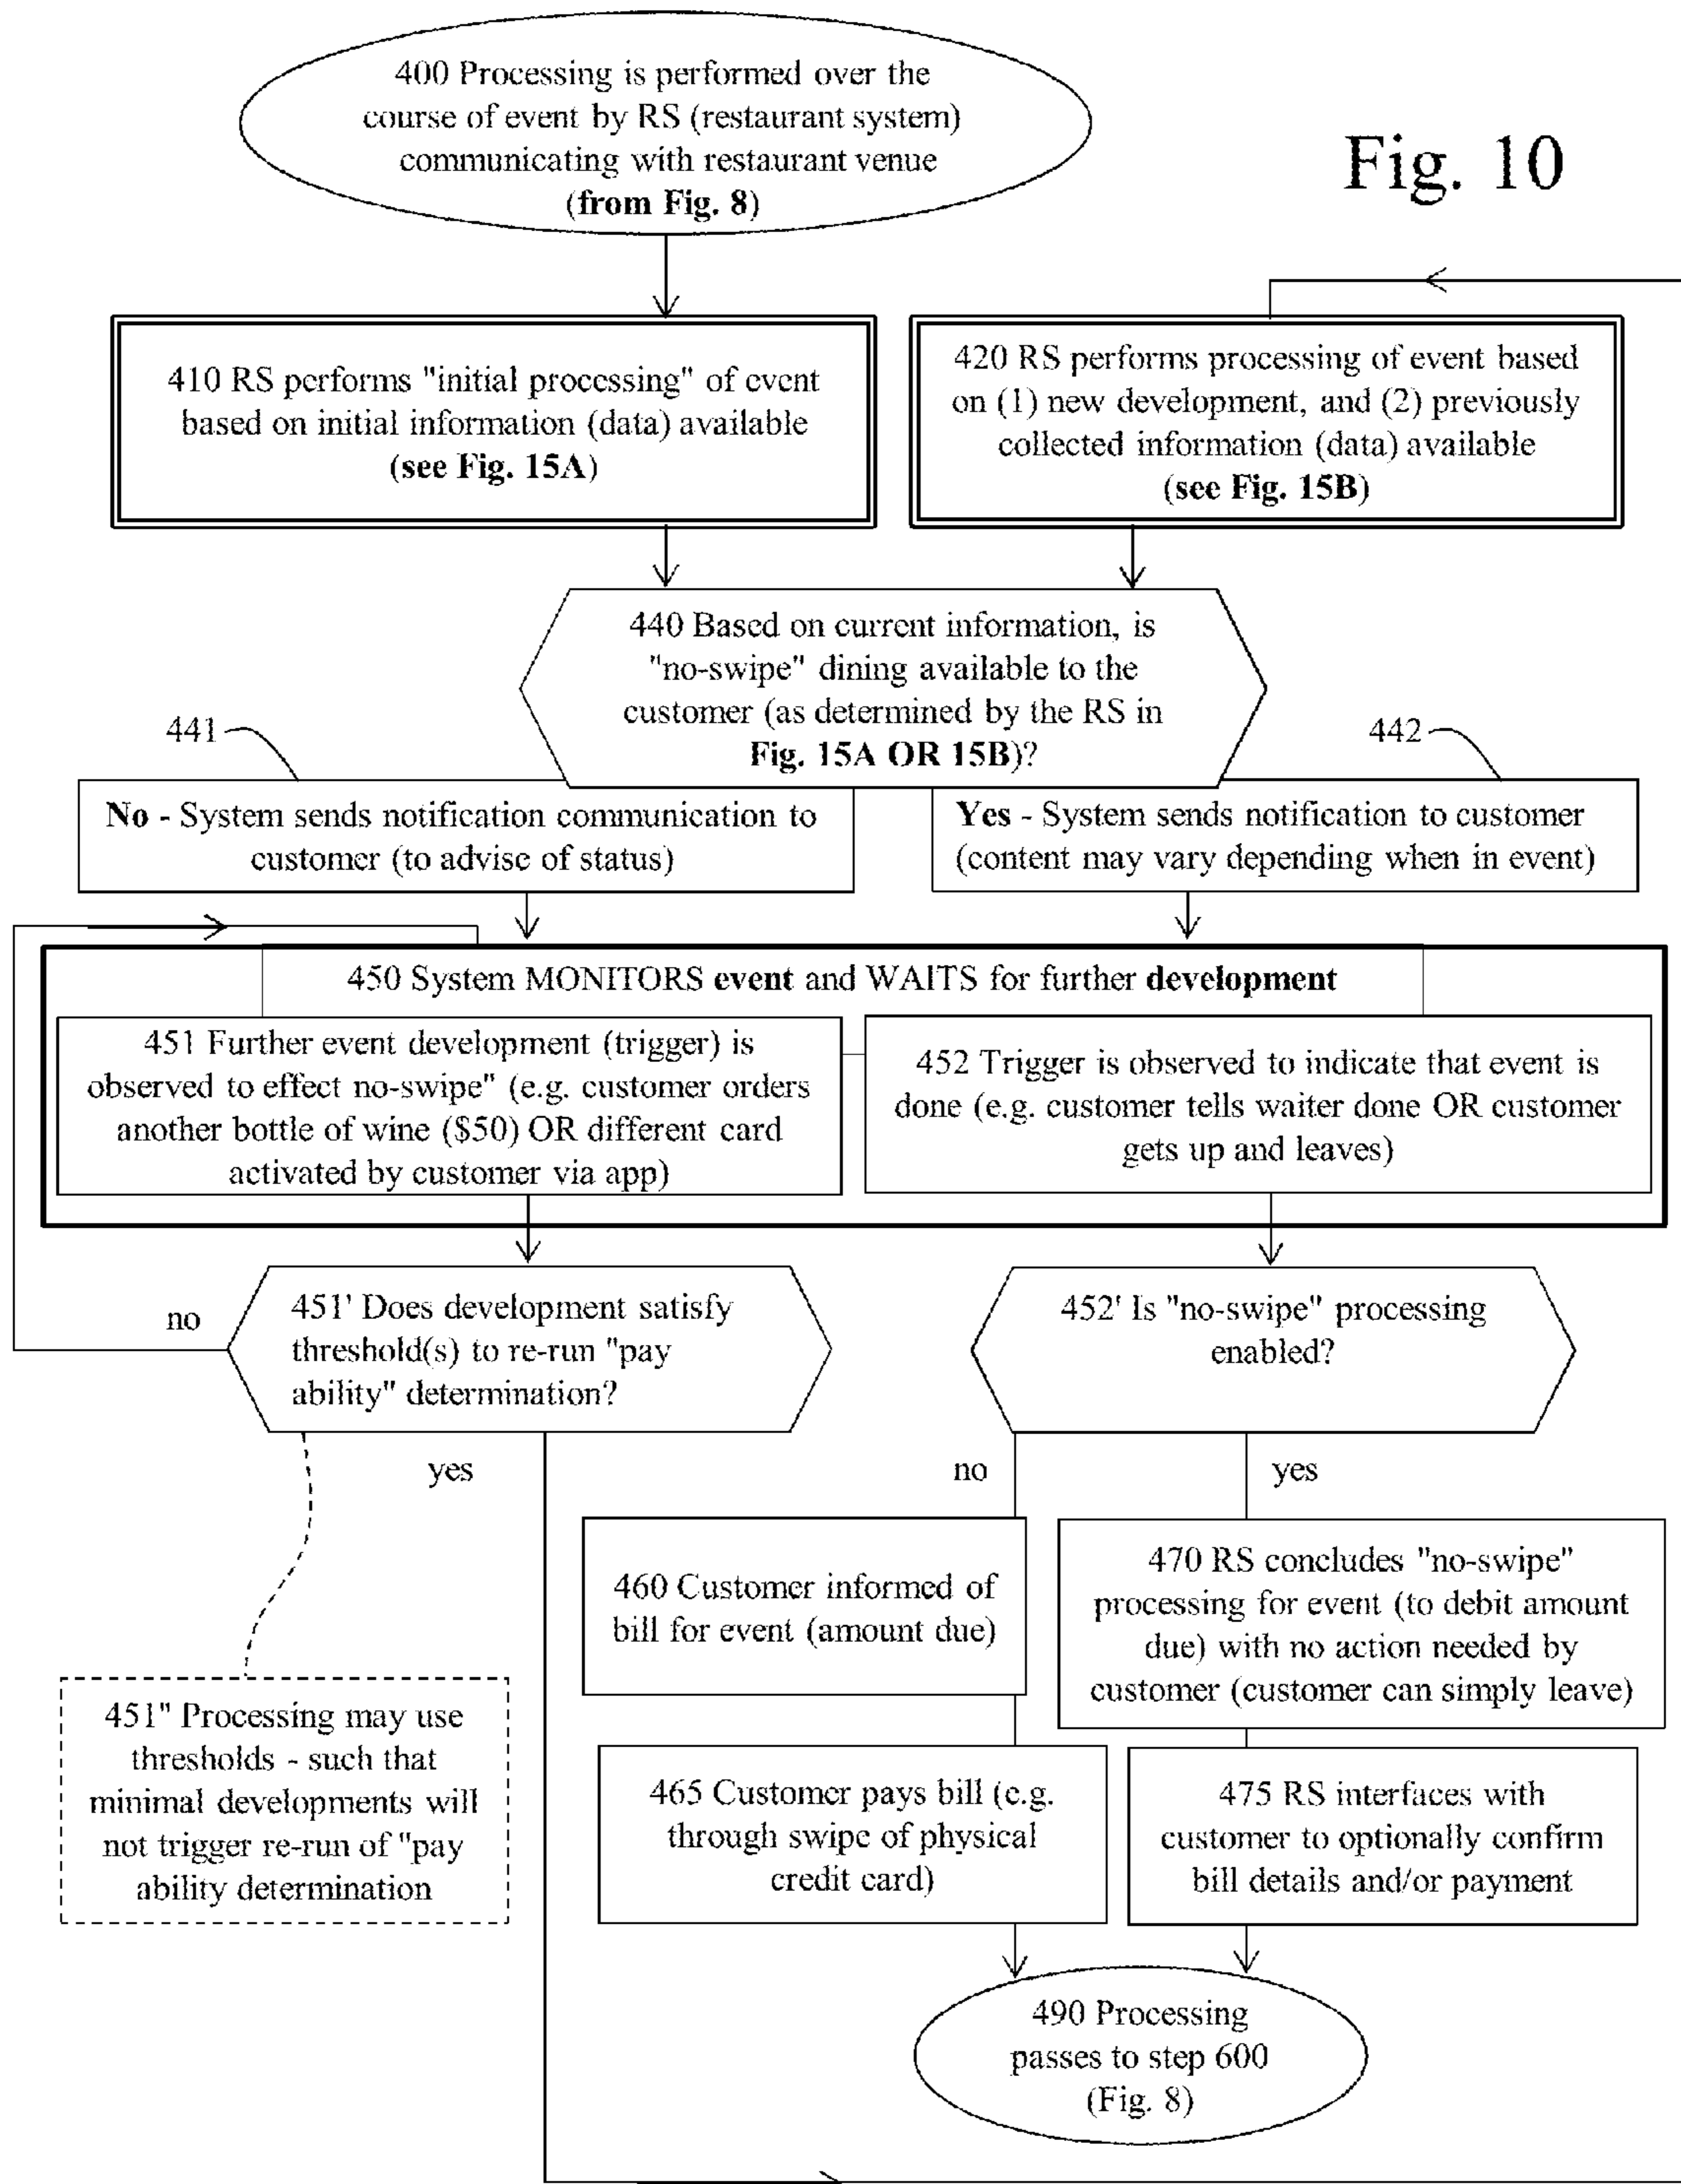 400 Processing is performed over the
course of event by RS (restaurant system)
communicating with restaurant venue
(from Fig. 8)
Fig. 10
410 RS performs "initial processing" of event
based on initial information (data) available
(see Fig. 15A)
420 RS performs processing of event based
on (1) new development, and (2) previously
collected information (data) available
(see Fig. 15B)
440 Based on current information, is
"no-swipe" dining available to the
customer (as determined by the RS in
Fig. 15A OR 15B)?
441
442
No - System sends notification communication to
customer (to advise of status)
Yes - System sends notification to customer
(content may vary depending when in event)
450 System MONITORS event and WAITS for further development
451 Further event development (trigger) is
observed to effect no-swipe" (e.g. customer orders
another bottle of wine ($50) OR different card
activated by customer via app)
452 Trigger is observed to indicate that event is
done (e.g. customer tells waiter done OR customer
gets up and leaves)
no
451' Does development satisfy
threshold(s) to re-run "pay
ability" determination?
452' Is "no-swipe" processing
enabled?
yes
no
yes
460 Customer informed of
bill for event (amount due)
470 RS concludes "no-swipe"
processing for event (to debit amount
due) with no action needed by
customer (customer can simply leave)
451" Processing may use
thresholds - such that
minimal developments will
not trigger re-run of "pay
ability determination
465 Customer pays bill (e.g.
through swipe of physical
credit card)
475 RS interfaces with
customer to optionally confirm
bill details and/or payment
490 Processing
passes to step 600
(Fig. 8)